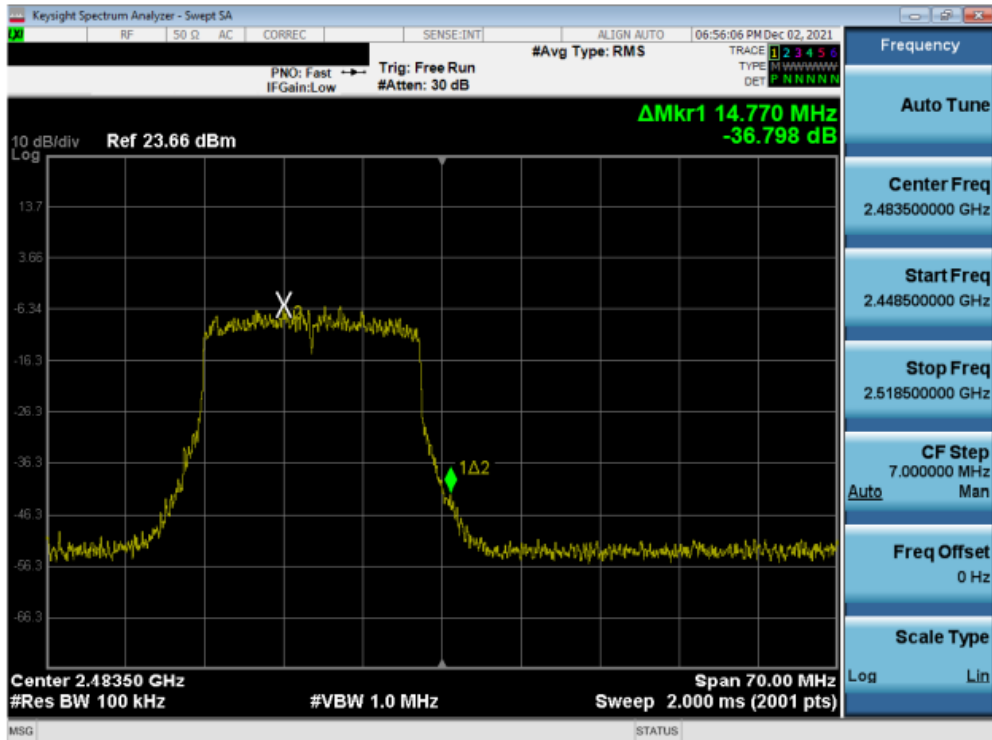 Keysight Spectrum Analyzer - Swept SA
LXI RF 50 Ω AC CORREC SENSE:INT ALIGN AUTO 06:56:06 PM Dec 02, 2021
PNO: Fast
IFGain:Low
Trig: Free Run
#Atten: 30 dB
#Avg Type: RMS
TRACE 1 2 3 4 5 6
TYPE M WWWWW
DET P N N N N N
ΔMkr1 14.770 MHz
-36.798 dB
10 dB/div Ref 23.66 dBm
Log
13.7
3.66
-6.34
-16.3
-26.3
-36.3
-46.3
-56.3
-66.3
X
1Δ2
Center 2.48350 GHz Span 70.00 MHz
#Res BW 100 kHz #VBW 1.0 MHz Sweep 2.000 ms (2001 pts)
MSG STATUS
Frequency
Auto Tune
Center Freq
2.483500000 GHz
Start Freq
2.448500000 GHz
Stop Freq
2.518500000 GHz
CF Step
7.000000 MHz
Auto Man
Freq Offset
0 Hz
Scale Type
Log Lin